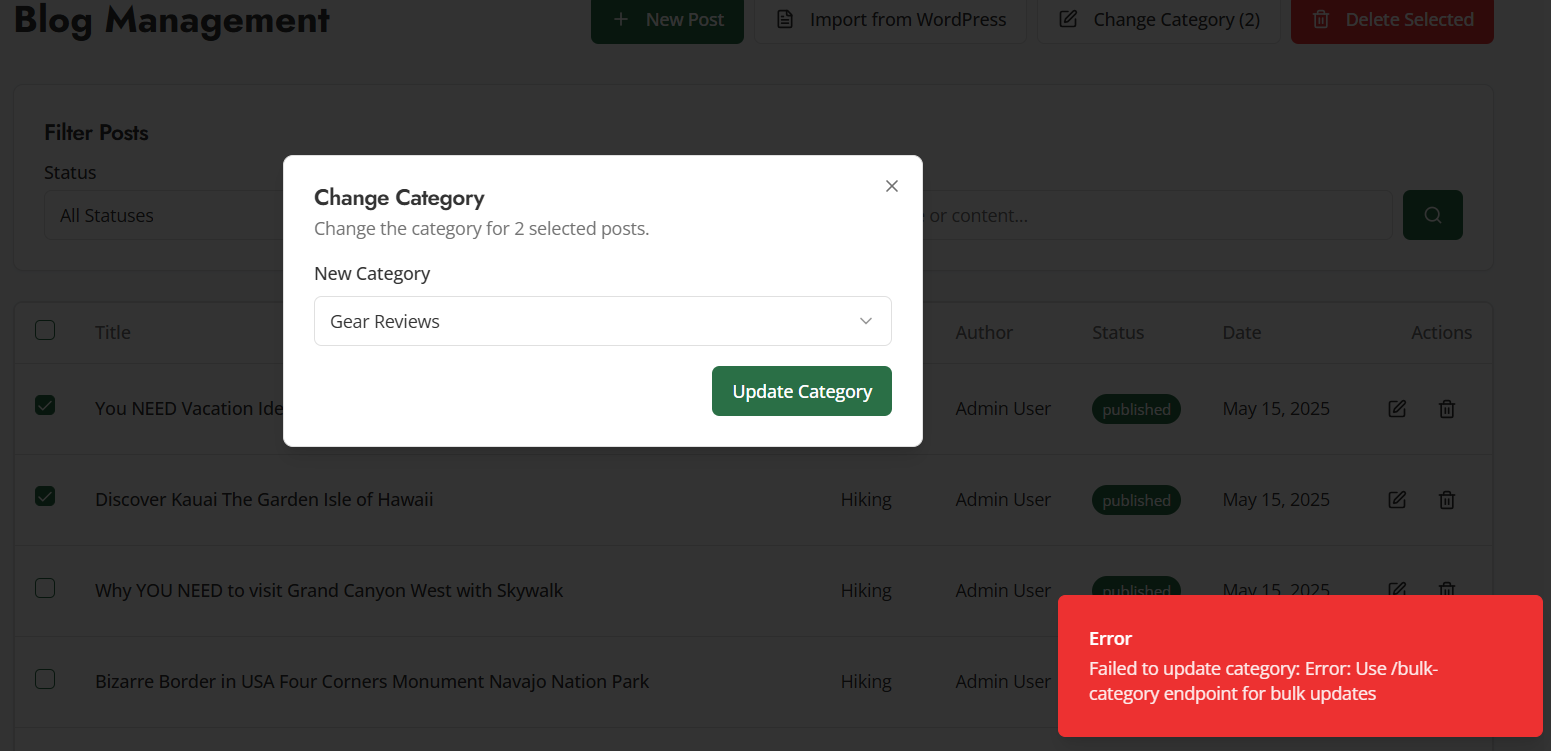 Blog Management
New Post
Import from WordPress
Change Category (2)
Delete Selected
Filter Posts
Status
All Statuses
or content...
Change Category
Change the category for 2 selected posts.
New Category
Gear Reviews
Update Category
Title Author Status Date Actions
You NEED Vacation Ide Admin User published May 15, 2025
Discover Kauai The Garden Isle of Hawaii Hiking Admin User published May 15, 2025
Why YOU NEED to visit Grand Canyon West with Skywalk Hiking Admin User published May 15, 2025
Bizarre Border in USA Four Corners Monument Navajo Nation Park Hiking Admin User
Error
Failed to update category: Error: Use /bulk-
category endpoint for bulk updates